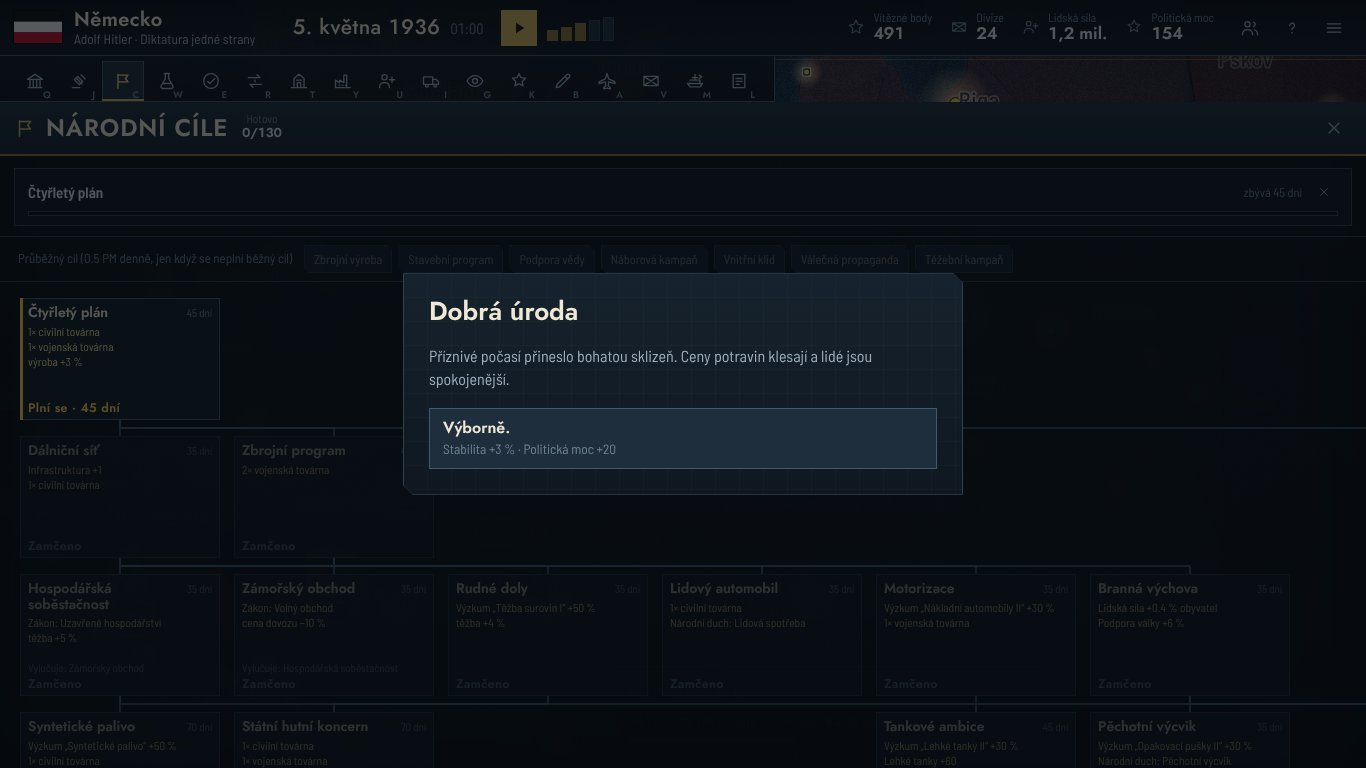 Německo
Adolf Hitler · Diktatura jedné strany
5. května 1936 01:00
Vítězné body
491
Divize
24
Lidská síla
1,2 mil.
Politická moc
154
?
Q J C W E R T Y U I G K B A V M L
Pskov
Riga
NÁRODNÍ CÍLE
Hotovo
0/130
Čtyřletý plán
zbývá 45 dní
Průběžný cíl (0.5 PM denně, jen když se neplní běžný cíl)
Zbrojní výroba
Stavební program
Podpora vědy
Náborová kampaň
Vnitřní klid
Válečná propaganda
Těžební kampaň
Dobrá úroda
Příznivé počasí přineslo bohatou sklizeň. Ceny potravin klesají a lidé jsou
spokojenější.
Výborně.
Stabilita +3 % · Politická moc +20
Čtyřletý plán 45 dní
1× civilní továrna
1× vojenská továrna
výroba +3 %
Plní se · 45 dní
Dálniční síť 35 dní
Infrastruktura +1
1× civilní továrna
Zamčeno
Zbrojní program
2× vojenská továrna
Zamčeno
Hospodářská
soběstačnost
35 dní
Zákon: Uzavřené hospodářství
těžba +5 %
Vylučuje: Zámořský obchod
Zamčeno
Zámořský obchod 35 dní
Zákon: Volný obchod
cena dovozu −10 %
Vylučuje: Hospodářská soběstačnost
Zamčeno
Rudné doly 35 dní
Výzkum „Těžba surovin I“ +50 %
těžba +4 %
Zamčeno
Lidový automobil 35 dní
1× civilní továrna
Národní duch: Lidová spotřeba
Zamčeno
Motorizace 35 dní
Výzkum „Nákladní automobily II“ +30 %
1× vojenská továrna
Zamčeno
Branná výchova 35 dní
Lidská síla +0,4 % obyvatel
Podpora války +6 %
Zamčeno
Syntetické palivo 70 dní
Výzkum „Syntetické palivo“ +50 %
1× civilní továrna
Státní hutní koncern 70 dní
1× civilní továrna
1× vojenská továrna
Tankové ambice 45 dní
Výzkum „Lehké tanky II“ +30 %
Lehké tanky +60
Pěchotní výcvik 35 dní
Výzkum „Opakovací pušky II“ +30 %
Národní duch: Pěchotní výcvik